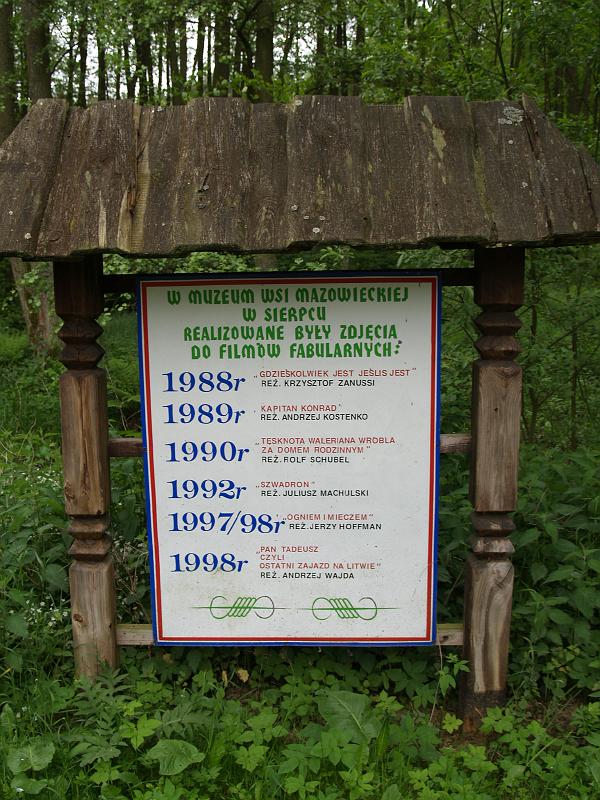 W MUZEUM WSI MAZOWIECKIEJ
W SIERPCU
REALIZOWANE BYŁY ZDJĘCIA
DO FILMÓW FABULARNYCH:
1988r „GDZIEŚKOLWIEK JEST JEŚLIŚ JEST"
REŻ. KRZYSZTOF ZANUSSI
1989r „KAPITAN KONRAD"
REŻ. ANDRZEJ KOSTENKO
1990r „TĘSKNOTA WALERIANA WRÓBLA
ZA DOMEM RODZINNYM"
REŻ. ROLF SCHUBEL
1992r „SZWADRON"
REŻ. JULIUSZ MACHULSKI
1997/98r „OGNIEM I MIECZEM"
REŻ. JERZY HOFFMAN
1998r „PAN TADEUSZ
CZYLI
OSTATNI ZAJAZD NA LITWIE"
REŻ. ANDRZEJ WAJDA